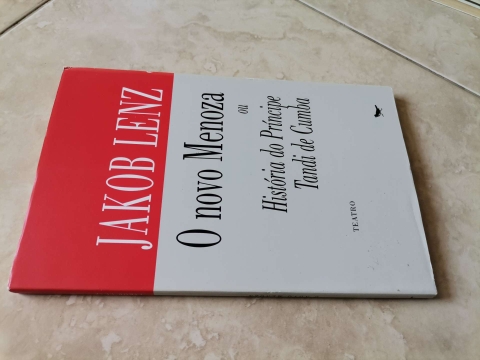 JAKOB LENZ
O novo Menoza
ou
História do Príncipe
Tandi de Cumba
TEATRO